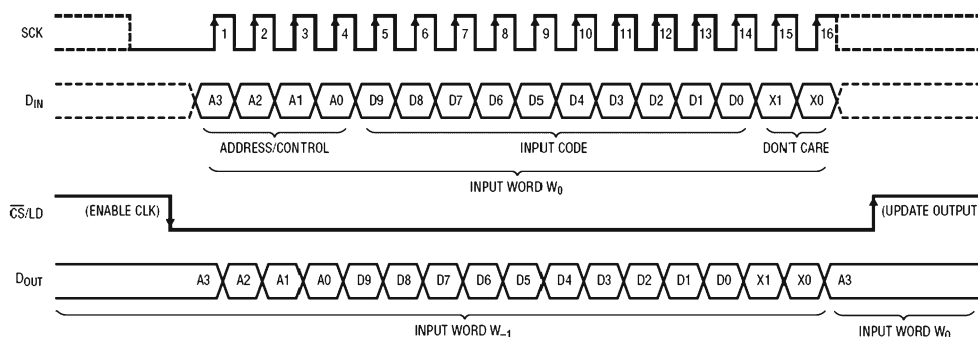 SCK 1 2 3 4 5 6 7 8 9 10 11 12 13 14 15 16
DIN A3 A2 A1 A0 D9 D8 D7 D6 D5 D4 D3 D2 D1 D0 X1 X0
ADDRESS/CONTROL INPUT CODE DON'T CARE
INPUT WORD W0
CS/LD (ENABLE CLK) (UPDATE OUTPUT
DOUT A3 A2 A1 A0 D9 D8 D7 D6 D5 D4 D3 D2 D1 D0 X1 X0 A3
INPUT WORD W–1 INPUT WORD W0